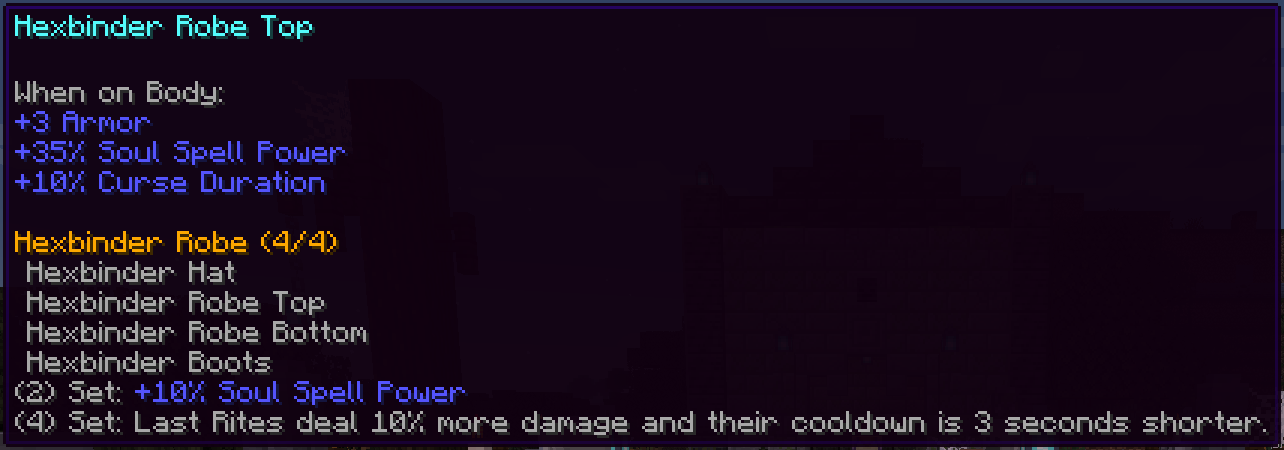 Hexbinder Robe Top
When on Body:
+3 Armor
+35% Soul Spell Power
+10% Curse Duration
Hexbinder Robe (4/4)
Hexbinder Hat
Hexbinder Robe Top
Hexbinder Robe Bottom
Hexbinder Boots
(2) Set: +10% Soul Spell Power
(4) Set: Last Rites deal 10% more damage and their cooldown is 3 seconds shorter.